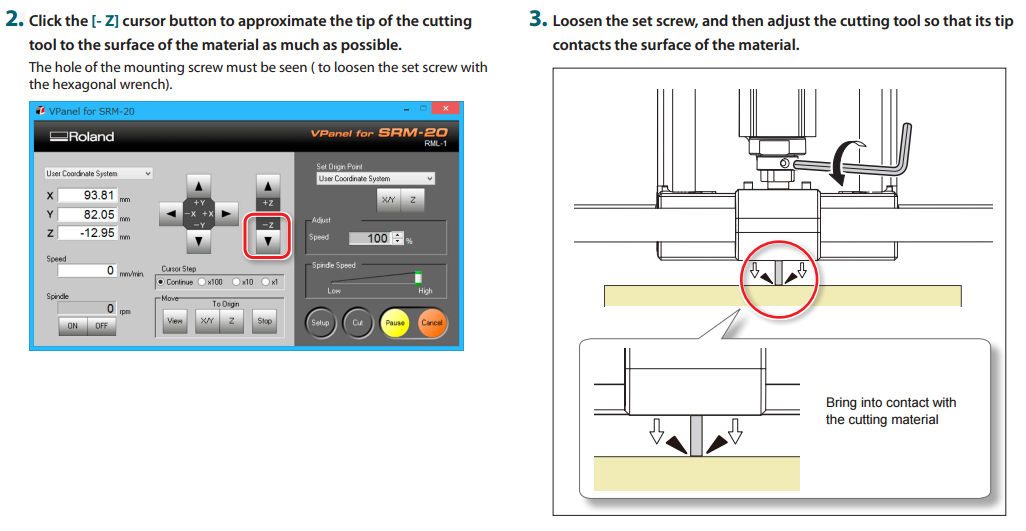 2. Click the [- Z] cursor button to approximate the tip of the cutting
tool to the surface of the material as much as possible.
The hole of the mounting screw must be seen ( to loosen the set screw with
the hexagonal wrench).
VPanel for SRM-20
Roland
VPanel for SRM-20
RML-1
User Coordinate System
X 93.81 mm
Y 82.05 mm
Z -12.95 mm
Speed
0 mm/min
Spindle
0 rpm
ON OFF
+Y
-X +X
-Y
+Z
-Z
Cursor Step
Continue x100 x10 x1
Move
To Origin
View X/Y Z Stop
Set Origin Point
User Coordinate System
X/Y Z
Adjust
Speed 100 %
Spindle Speed
Low High
Setup Cut Pause Cancel
3. Loosen the set screw, and then adjust the cutting tool so that its tip
contacts the surface of the material.
Bring into contact with
the cutting material